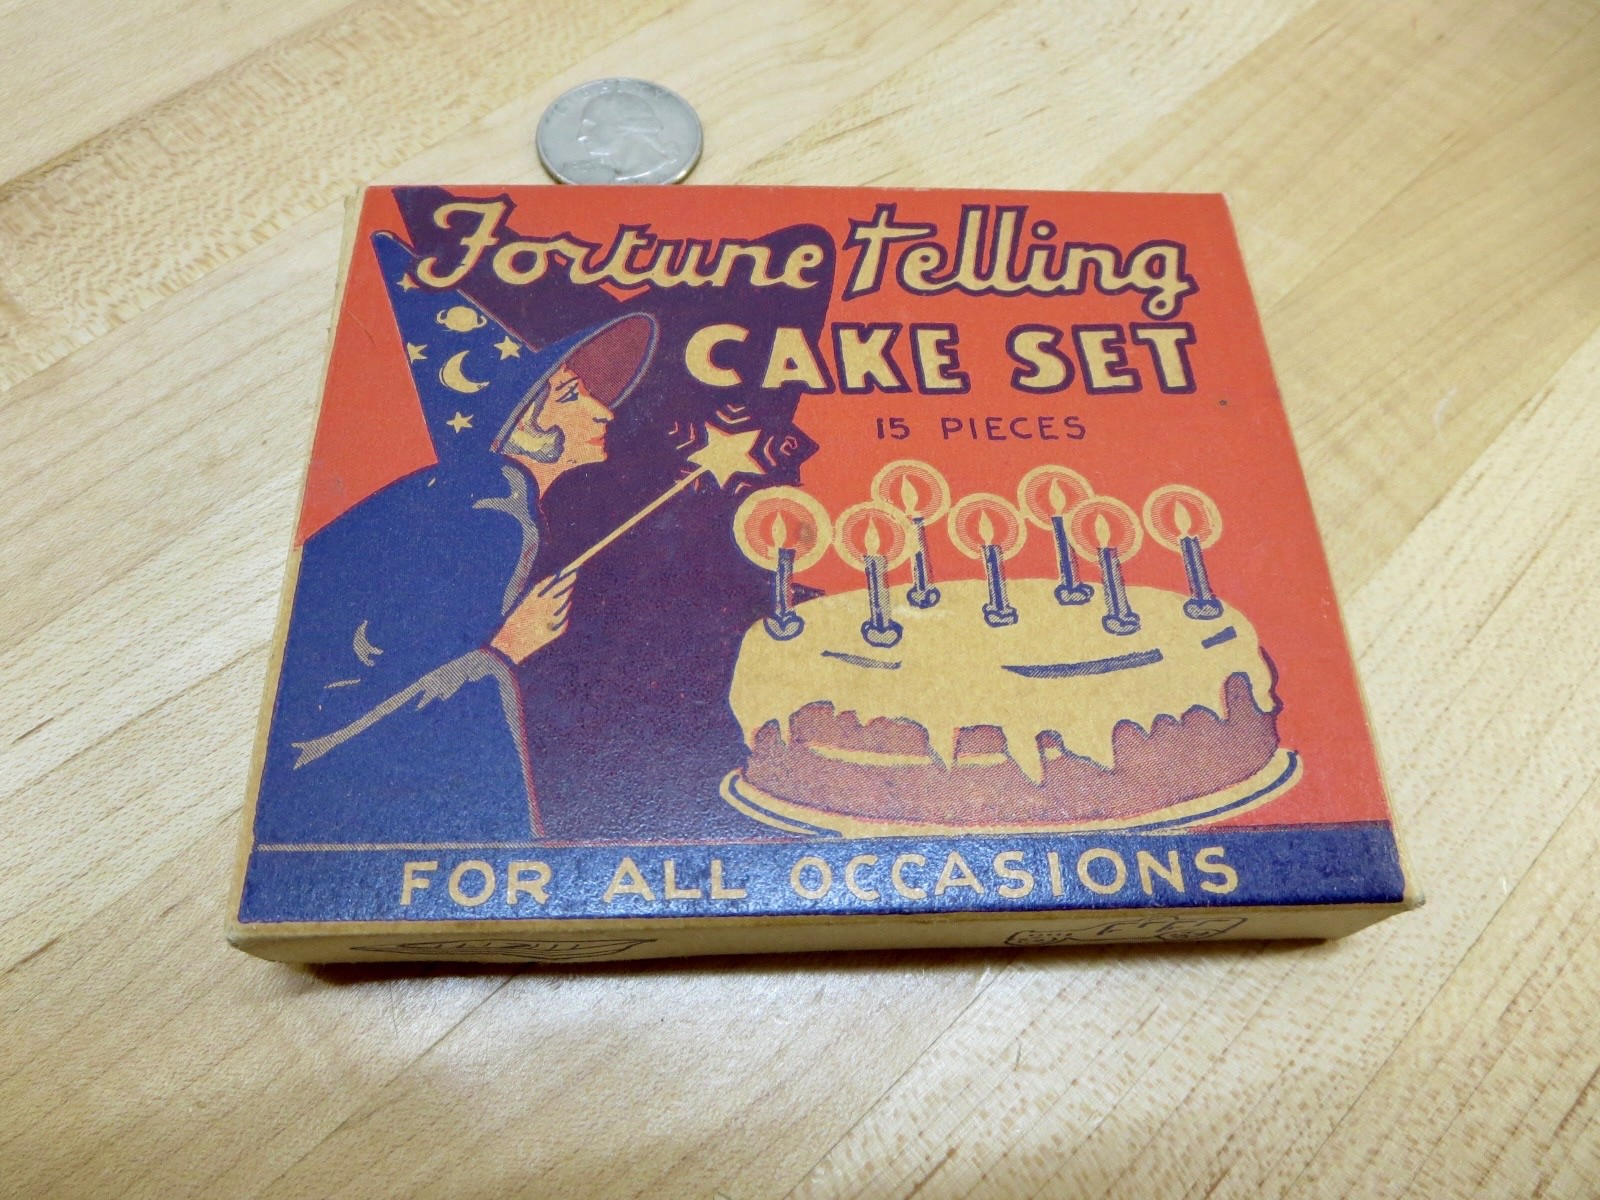 Fortune Telling
CAKE SET
15 PIECES
FOR ALL OCCASIONS